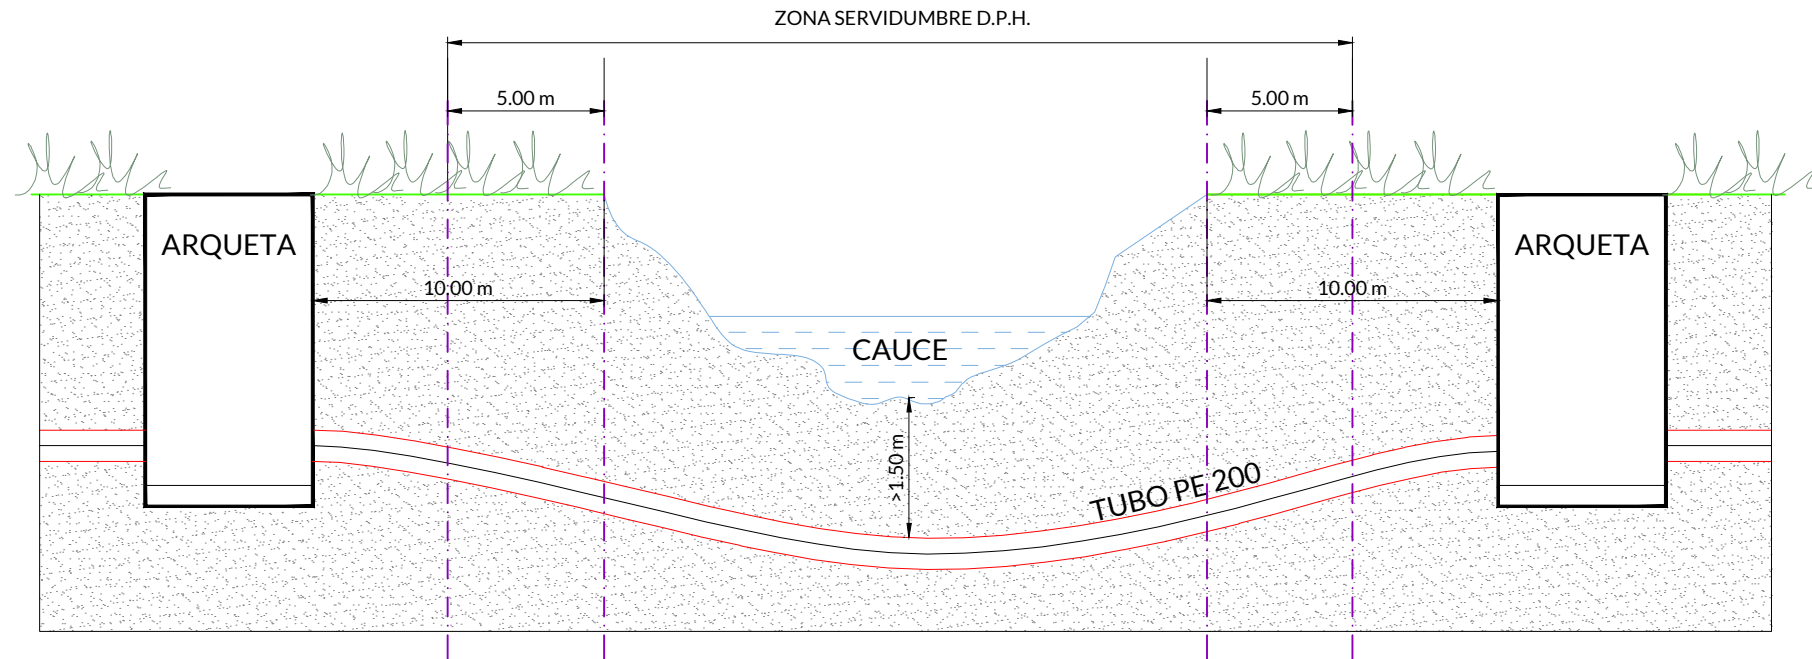 ZONA SERVIDUMBRE D.P.H.
5.00 m
5.00 m
ARQUETA
ARQUETA
10.00 m
10.00 m
CAUCE
>1.50 m
TUBO PE 200